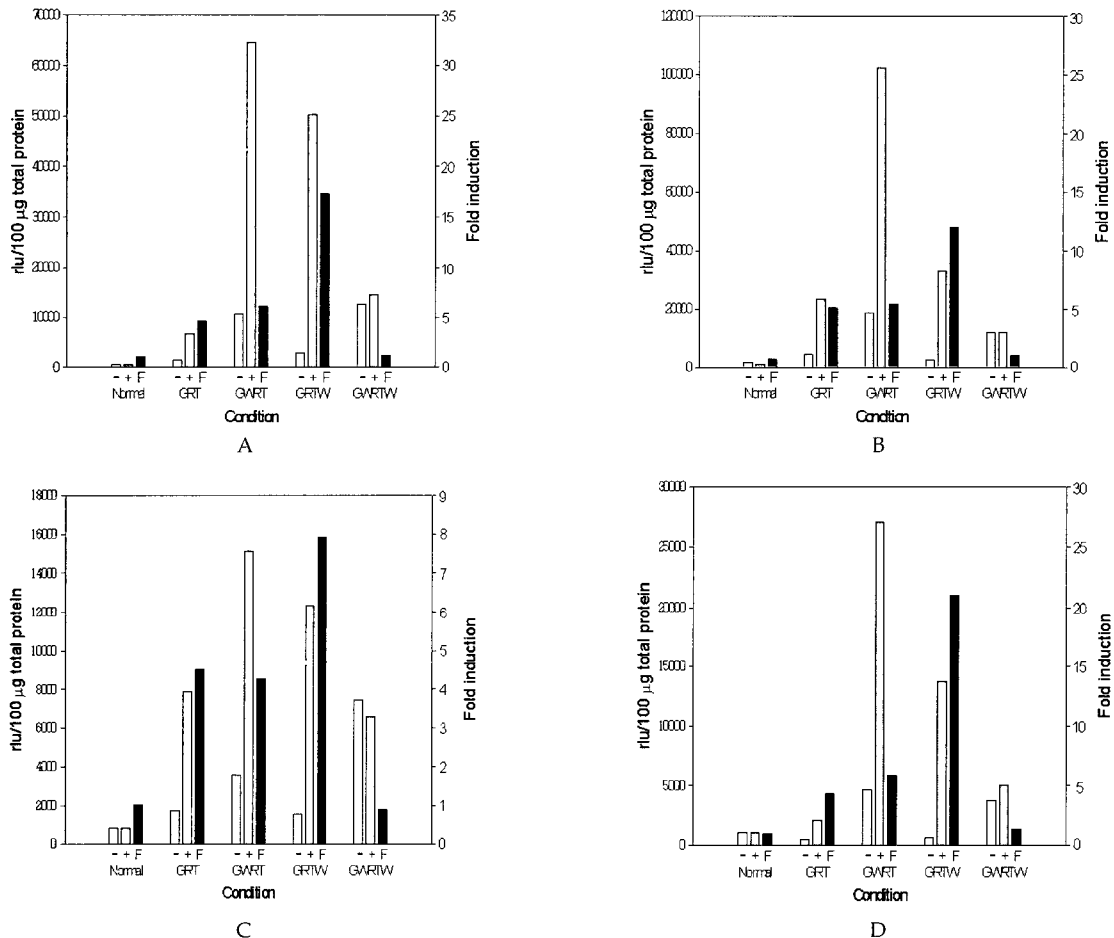 70000
60000
50000
40000
30000
20000
10000
0
rlu/100 µg total protein
35
30
25
20
15
10
5
0
Fold induction
- + F - + F - + F - + F - + F
Normal GRT GWRT GRTW GWRTW
Condition
A
120000
100000
80000
60000
40000
20000
0
rlu/100 µg total protein
30
25
20
15
10
5
0
Fold induction
- + F - + F - + F - + F - + F
Normal GRT GWRT GRTW GWRTW
Condition
B
18000
16000
14000
12000
10000
8000
6000
4000
2000
0
rlu/100 µg total protein
9
8
7
6
5
4
3
2
1
0
Fold induction
- + F - + F - + F - + F - + F
Normal GRT GWRT GRTW GWRTW
Condition
C
30000
25000
20000
15000
10000
5000
0
rlu/100 µg total protein
30
25
20
15
10
5
0
Fold induction
- + F - + F - + F - + F - + F
Normal GRT GWRT GRTW GWRTW
Condition
D